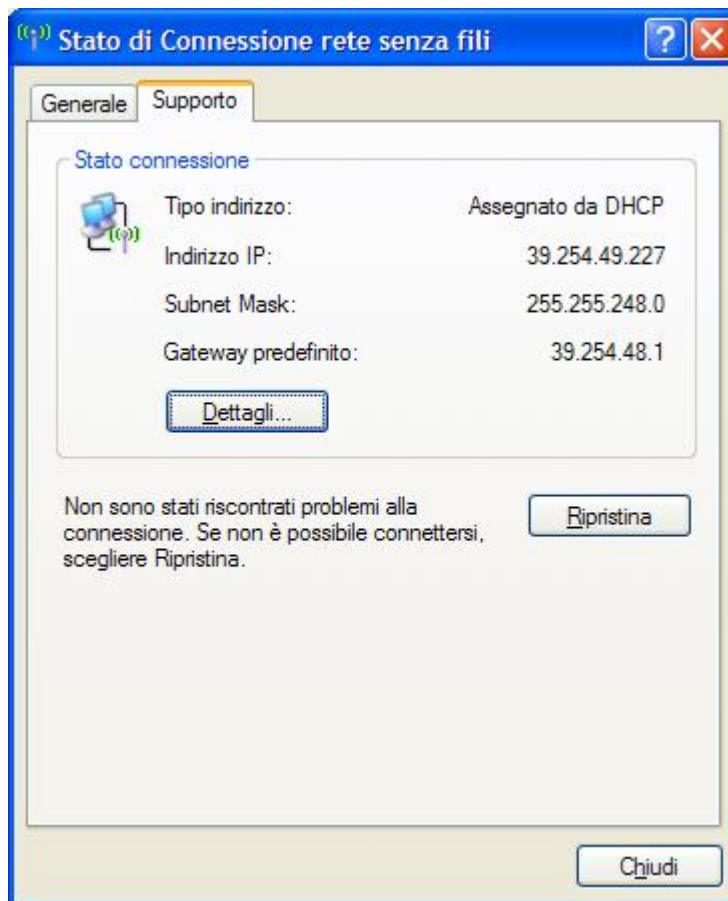 Stato di Connessione rete senza fili
Generale
Supporto
Stato connessione
Tipo indirizzo: Assegnato da DHCP
Indirizzo IP: 39.254.49.227
Subnet Mask: 255.255.248.0
Gateway predefinito: 39.254.48.1
Dettagli...
Non sono stati riscontrati problemi alla
connessione. Se non è possibile connettersi,
scegliere Ripristina.
Ripristina
Chiudi